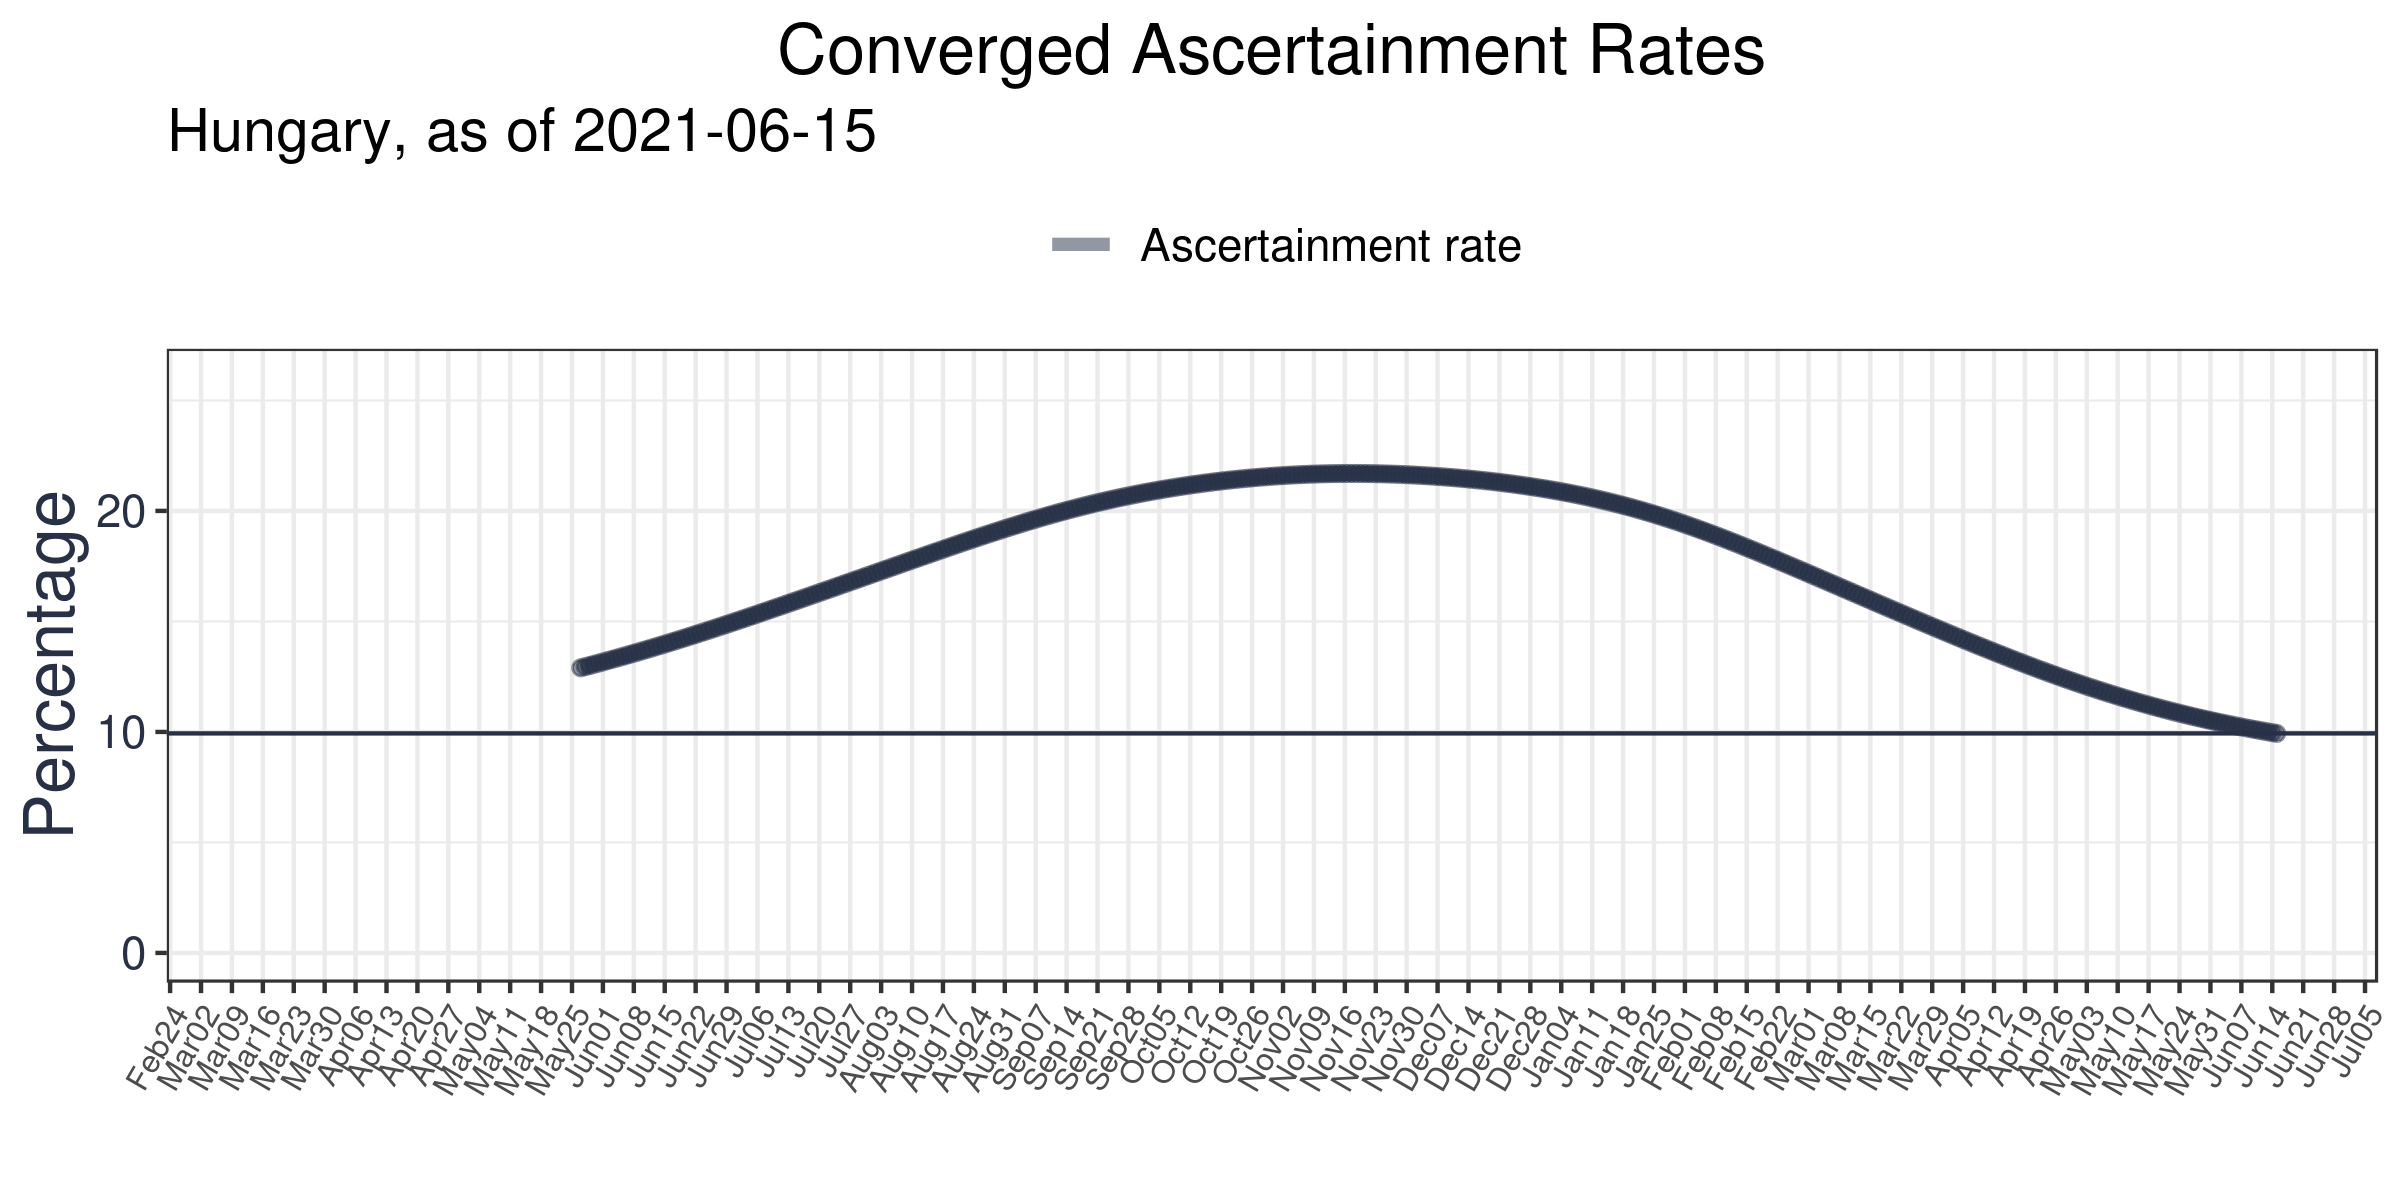 Converged Ascertainment Rates
Hungary, as of 2021-06-15
Ascertainment rate
Percentage
20
10
0
Feb24 Mar02 Mar09 Mar16 Mar23 Mar30 Apr06 Apr13 Apr20 Apr27 May04 May11 May18 May25 Jun01 Jun08 Jun15 Jun22 Jun29 Jul06 Jul13 Jul20 Jul27 Aug03 Aug10 Aug17 Aug24 Aug31 Sep07 Sep14 Sep21 Sep28 Oct05 Oct12 Oct19 Oct26 Nov02 Nov09 Nov16 Nov23 Nov30 Dec07 Dec14 Dec21 Dec28 Jan04 Jan11 Jan18 Jan25 Feb01 Feb08 Feb15 Feb22 Mar01 Mar08 Mar15 Mar22 Mar29 Apr05 Apr12 Apr19 Apr26 May03 May10 May17 May24 May31 Jun07 Jun14 Jun21 Jun28 Jul05